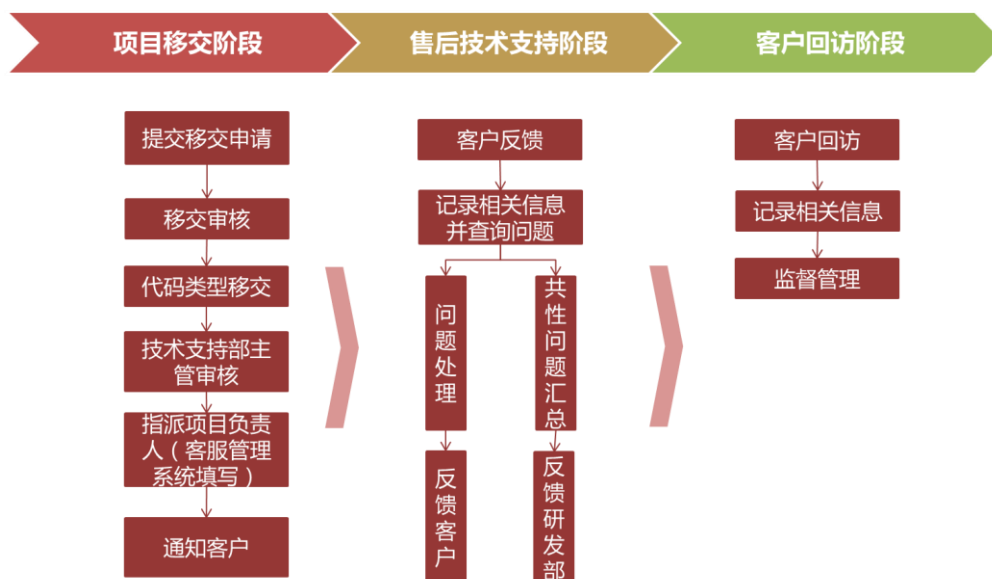 项目移交阶段
售后技术支持阶段
客户回访阶段
提交移交申请
移交审核
代码类型移交
技术支持部主
管审核
指派项目负责
人（客服管理
系统填写）
通知客户
客户反馈
记录相关信息
并查询问题
问题处理
共性问题汇总
反馈客户
反馈研发部
客户回访
记录相关信息
监督管理